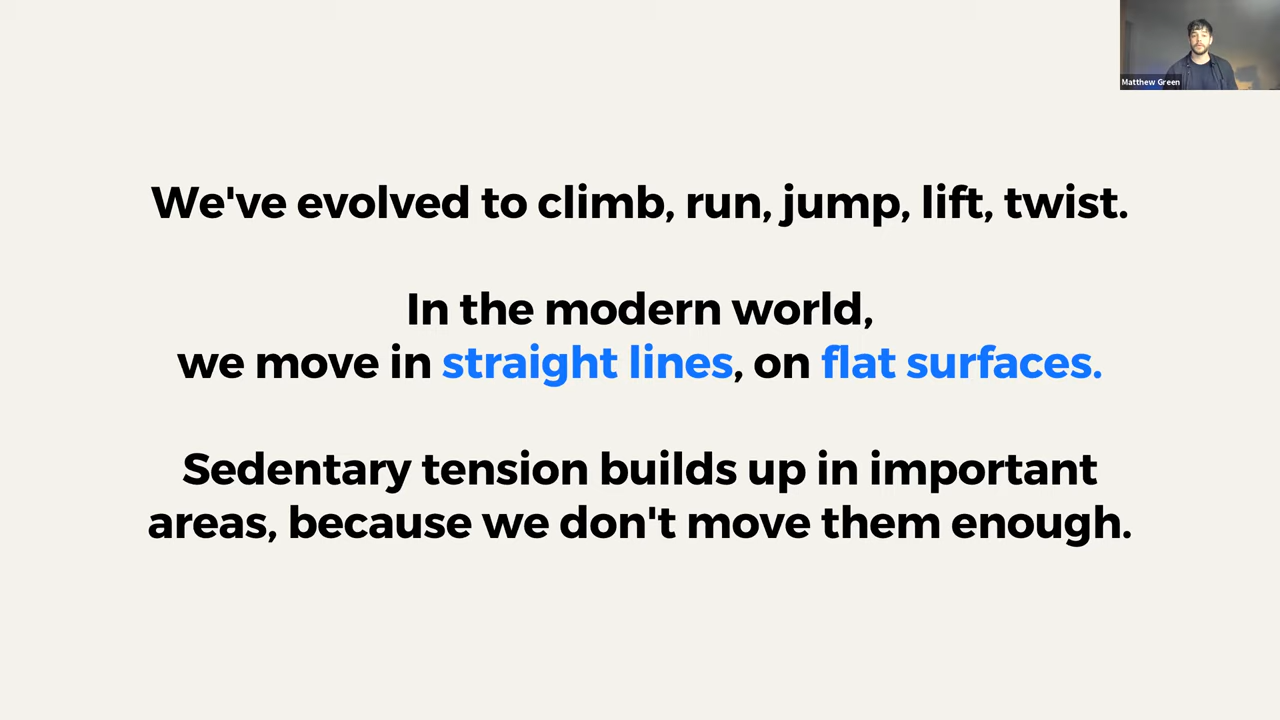 Matthew Green
We've evolved to climb, run, jump, lift, twist.
In the modern world,
we move in straight lines, on flat surfaces.
Sedentary tension builds up in important
areas, because we don't move them enough.